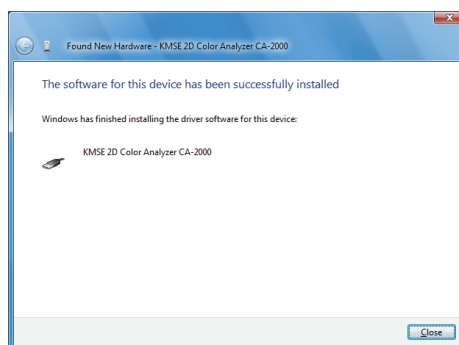 Found New Hardware - KMSE 2D Color Analyzer CA-2000
The software for this device has been successfully installed
Windows has finished installing the driver software for this device:
KMSE 2D Color Analyzer CA-2000
Close